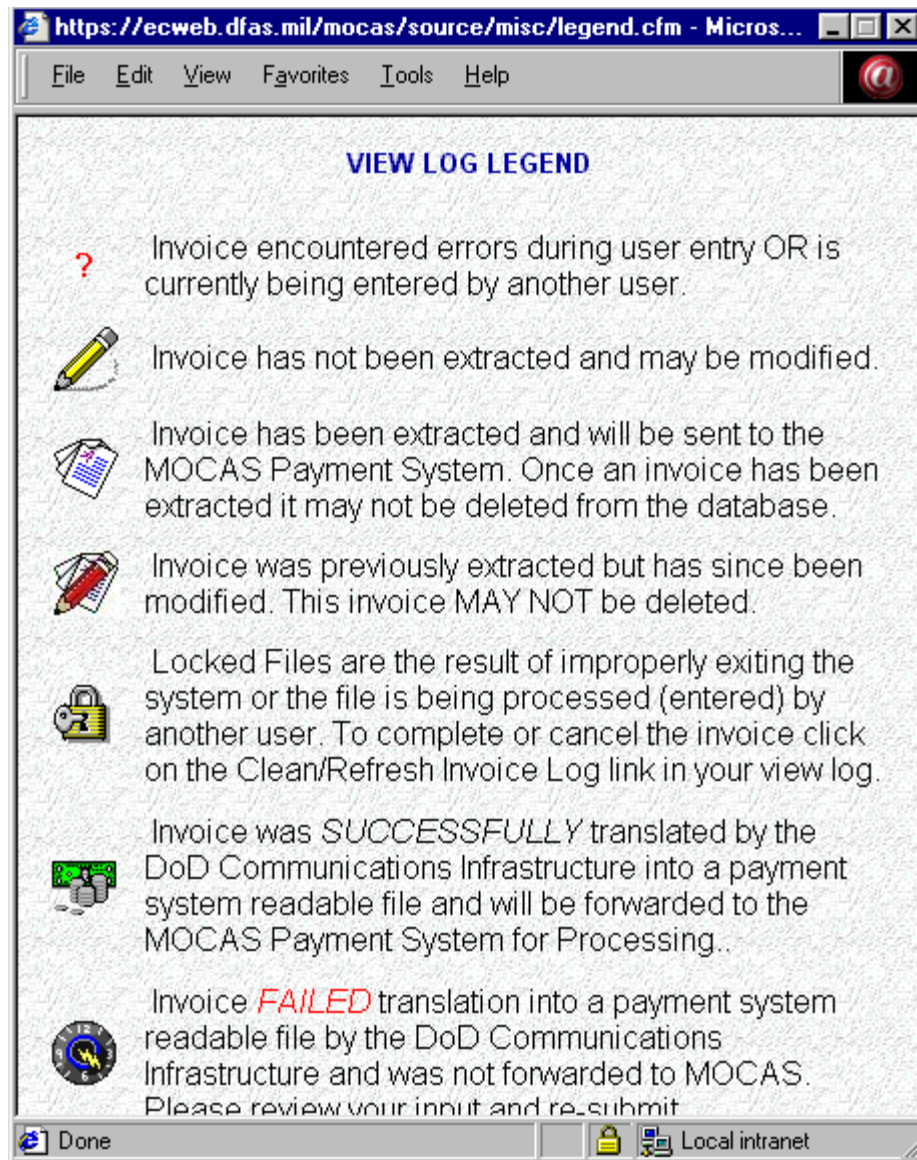 https://ecweb.dfas.mil/mocas/source/misc/legend.cfm - Micros...
File Edit View Favorites Tools Help
VIEW LOG LEGEND
? Invoice encountered errors during user entry OR is
currently being entered by another user.
Invoice has not been extracted and may be modified.
Invoice has been extracted and will be sent to the
MOCAS Payment System. Once an invoice has been
extracted it may not be deleted from the database.
Invoice was previously extracted but has since been
modified. This invoice MAY NOT be deleted.
Locked Files are the result of improperly exiting the
system or the file is being processed (entered) by
another user. To complete or cancel the invoice click
on the Clean/Refresh Invoice Log link in your view log.
Invoice was SUCCESSFULLY translated by the
DoD Communications Infrastructure into a payment
system readable file and will be forwarded to the
MOCAS Payment System for Processing..
Invoice FAILED translation into a payment system
readable file by the DoD Communications
Infrastructure and was not forwarded to MOCAS.
Please review your input and re-submit
Done Local intranet